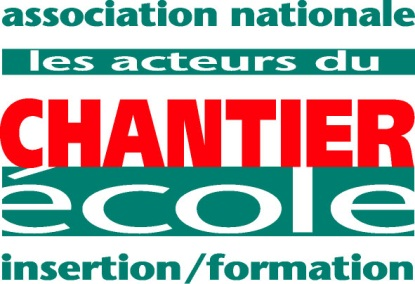 association nationale
les acteurs du
CHANTIER
école
insertion/formation